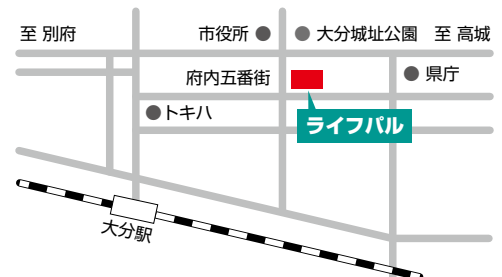 至 別府
市役所
大分城址公園
至 高城
府内五番街
県庁
トキハ
ライフパル
大分駅